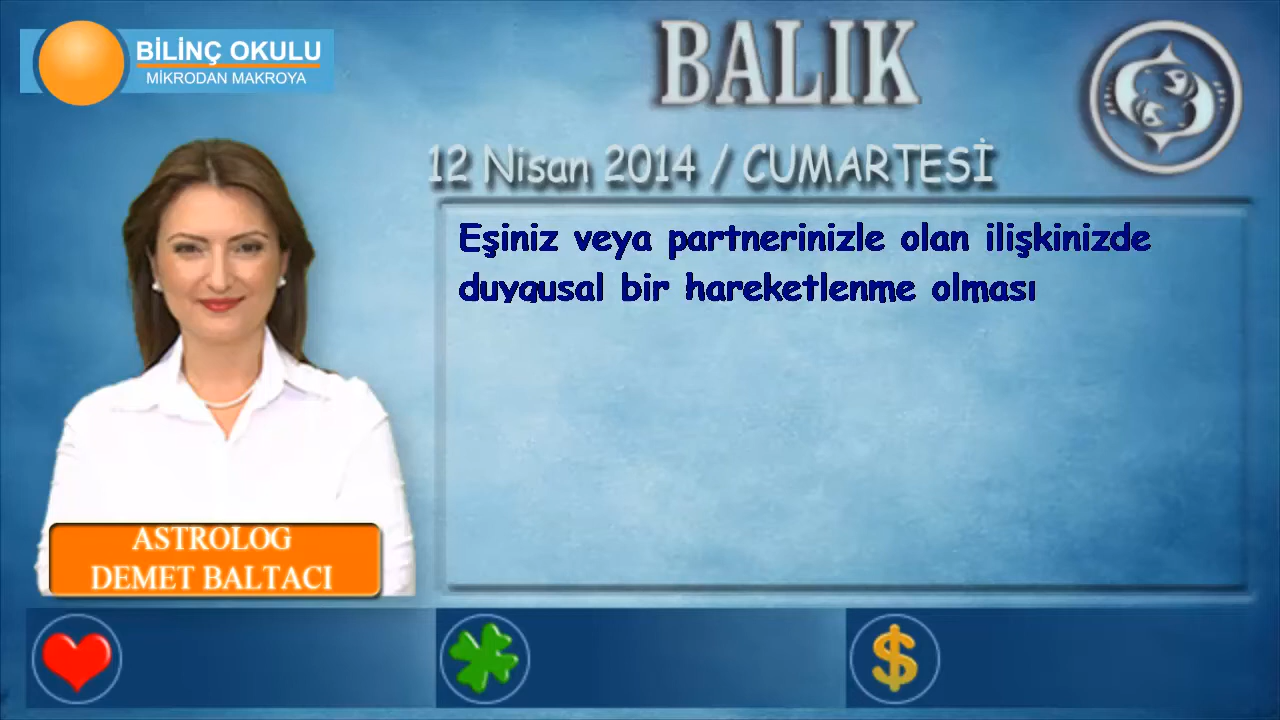 BİLİNÇ OKULU
MİKRODAN MAKROYA
BALIK
12 Nisan 2014 / CUMARTESİ
Eşiniz veya partnerinizle olan ilişkinizde
duygusal bir hareketlenme olması
ASTROLOG
DEMET BALTACI
$